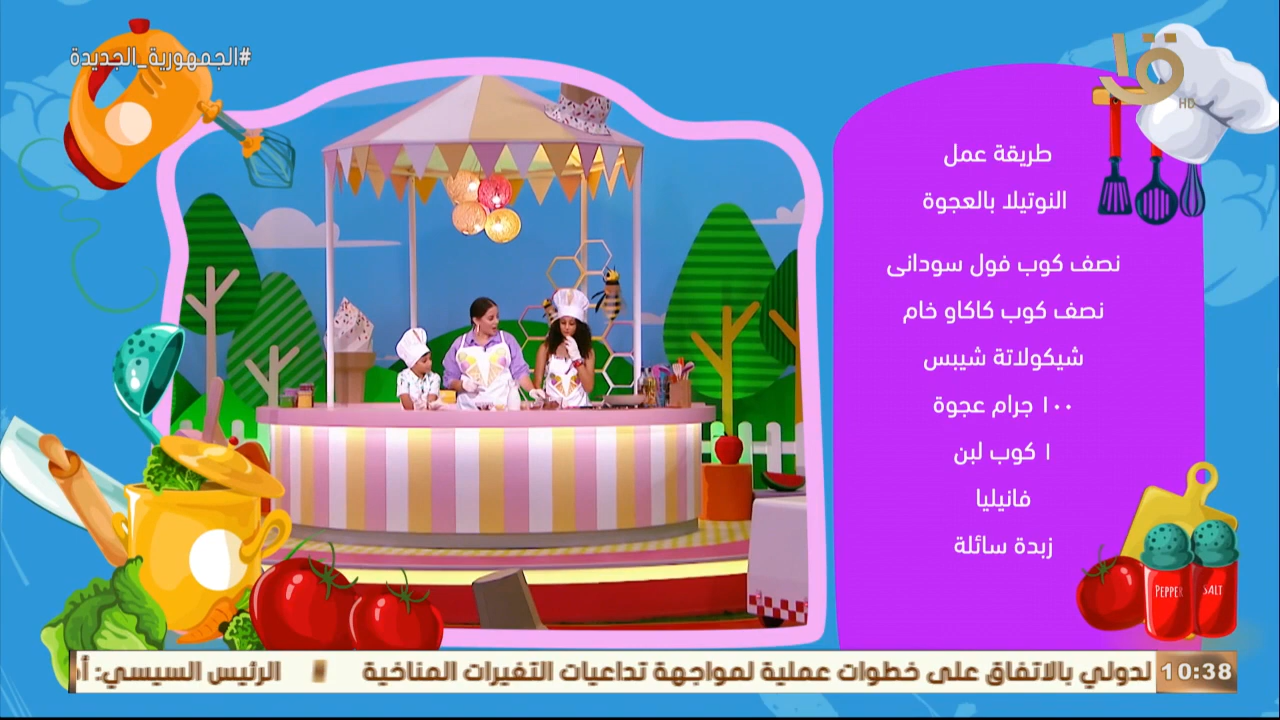 #الجمهورية_الجديدة
HD
طريقة عمل
النوتيلا بالعجوة
نصف كوب فول سودانى
نصف كوب كاكاو خام
شيكولاتة شيبس
١٠٠ جرام عجوة
١ كوب لبن
فانيليا
زبدة سائلة
PEPPER
SALT
10:38
لدولي بالاتفاق على خطوات عملية لمواجهة تداعيات التغيرات المناخية
الرئيس السيسي: أ